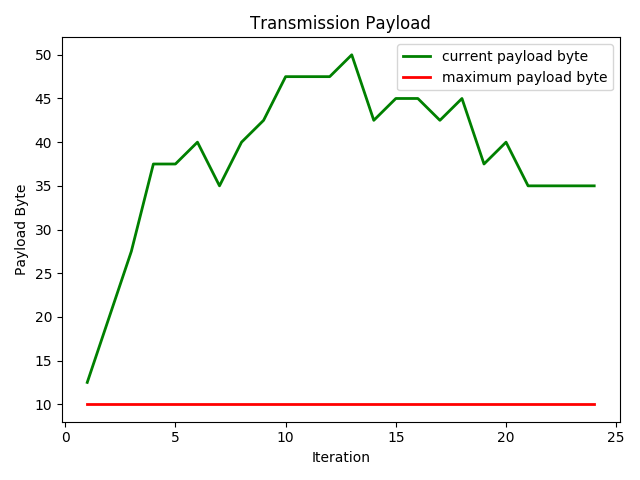 Transmission Payload
current payload byte
maximum payload byte
Payload Byte
50
45
40
35
30
25
20
15
10
0 5 10 15 20 25
Iteration